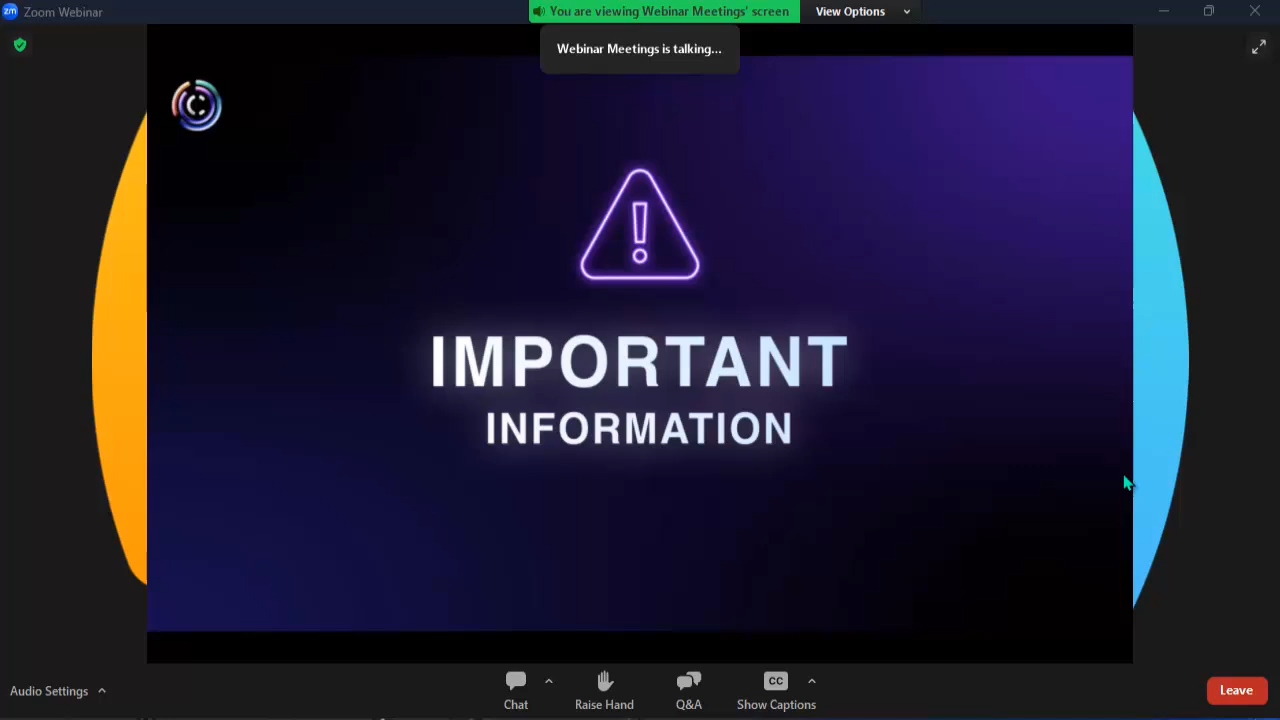 zm Zoom Webinar
You are viewing Webinar Meetings' screen
View Options
Webinar Meetings is talking...
IMPORTANT
INFORMATION
Audio Settings
Chat
Raise Hand
Q&A
CC
Show Captions
Leave